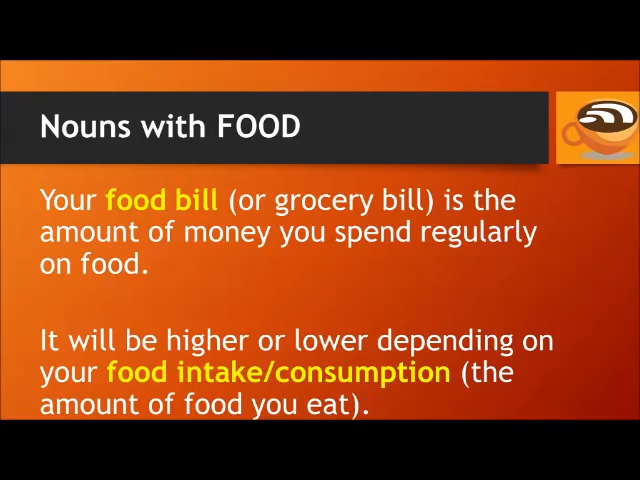 Nouns with FOOD
Your food bill (or grocery bill) is the
amount of money you spend regularly
on food.
It will be higher or lower depending on
your food intake/consumption (the
amount of food you eat).